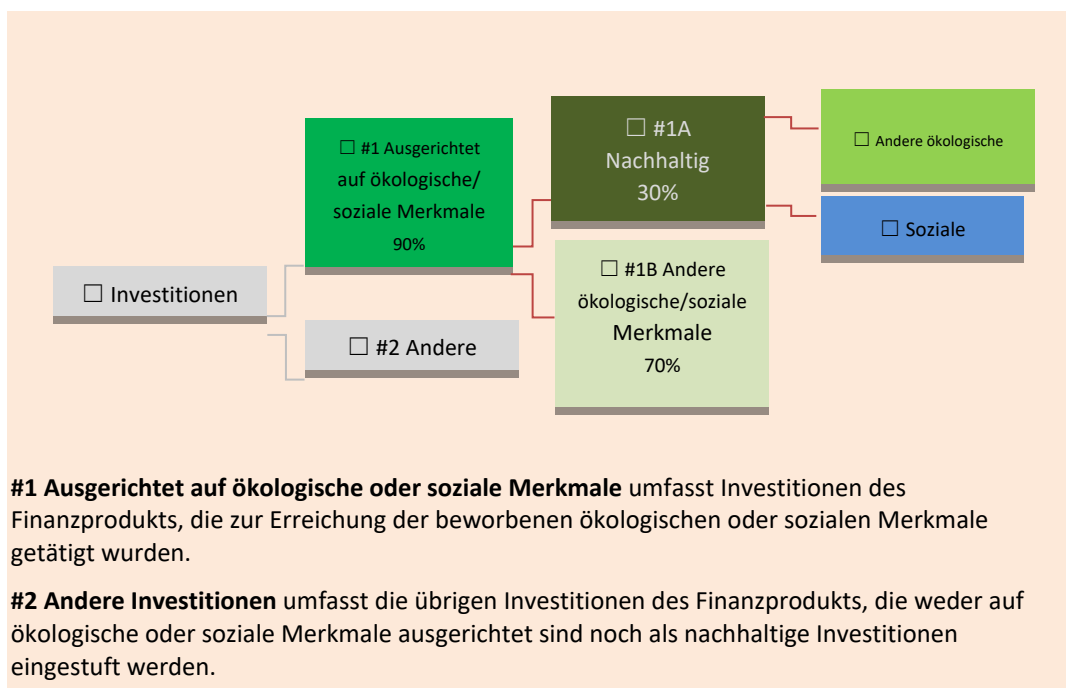 ☐ Investitionen
☐ #1 Ausgerichtet
auf ökologische/
soziale Merkmale
90%
☐ #2 Andere
☐ #1A
Nachhaltig
30%
☐ #1B Andere
ökologische/soziale
Merkmale
70%
☐ Andere ökologische
☐ Soziale
#1 Ausgerichtet auf ökologische oder soziale Merkmale umfasst Investitionen des
Finanzprodukts, die zur Erreichung der beworbenen ökologischen oder sozialen Merkmale
getätigt wurden.
#2 Andere Investitionen umfasst die übrigen Investitionen des Finanzprodukts, die weder auf
ökologische oder soziale Merkmale ausgerichtet sind noch als nachhaltige Investitionen
eingestuft werden.